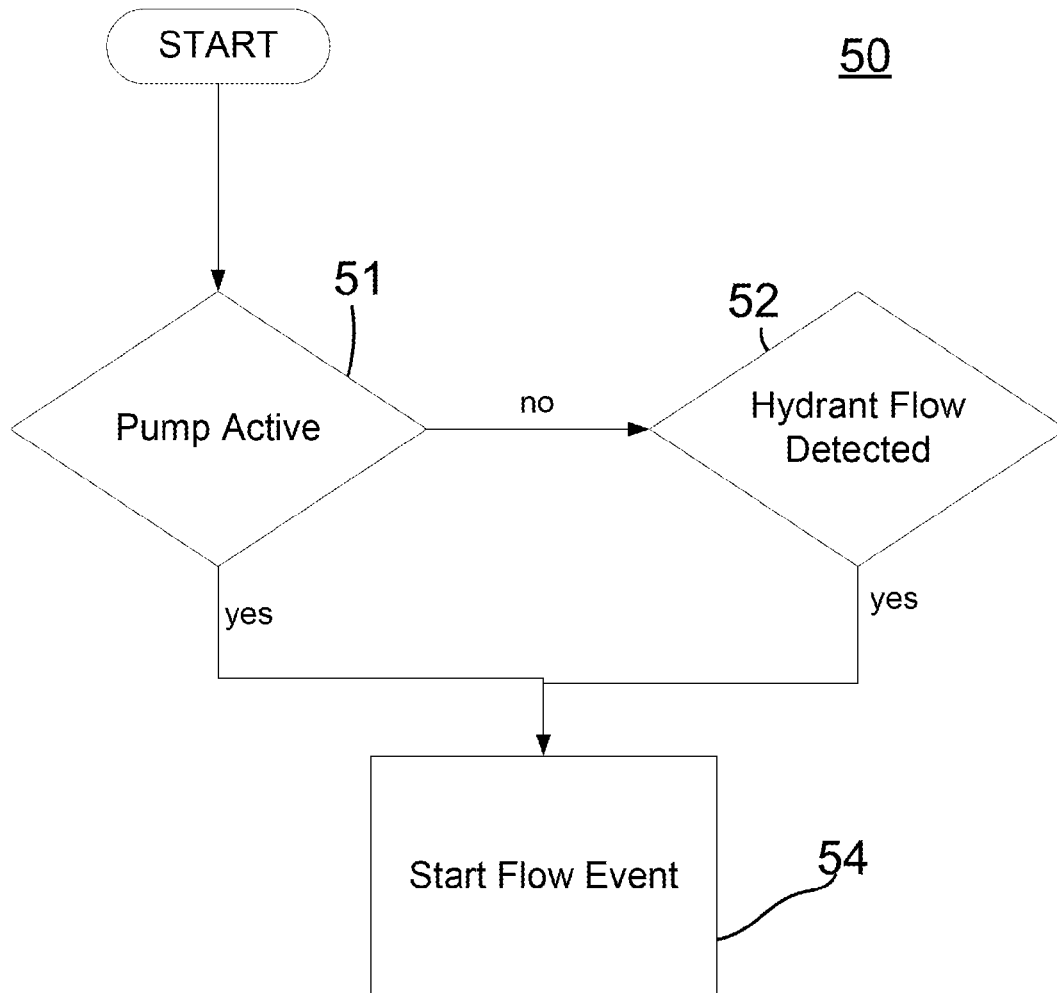 START
50
51
52
Pump Active
no
Hydrant Flow
Detected
yes
yes
Start Flow Event
54